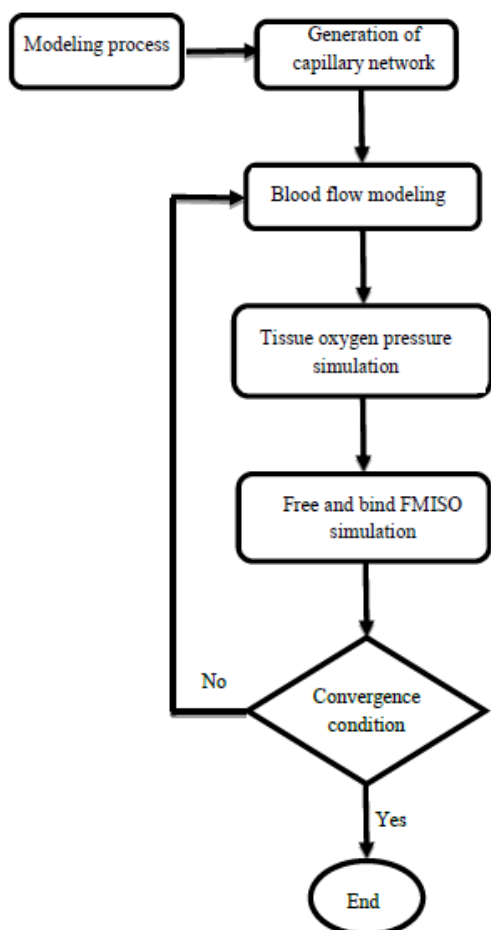 Modeling process
Generation of
capillary network
Blood flow modeling
Tissue oxygen pressure
simulation
Free and bind FMISO
simulation
No
Convergence
condition
Yes
End